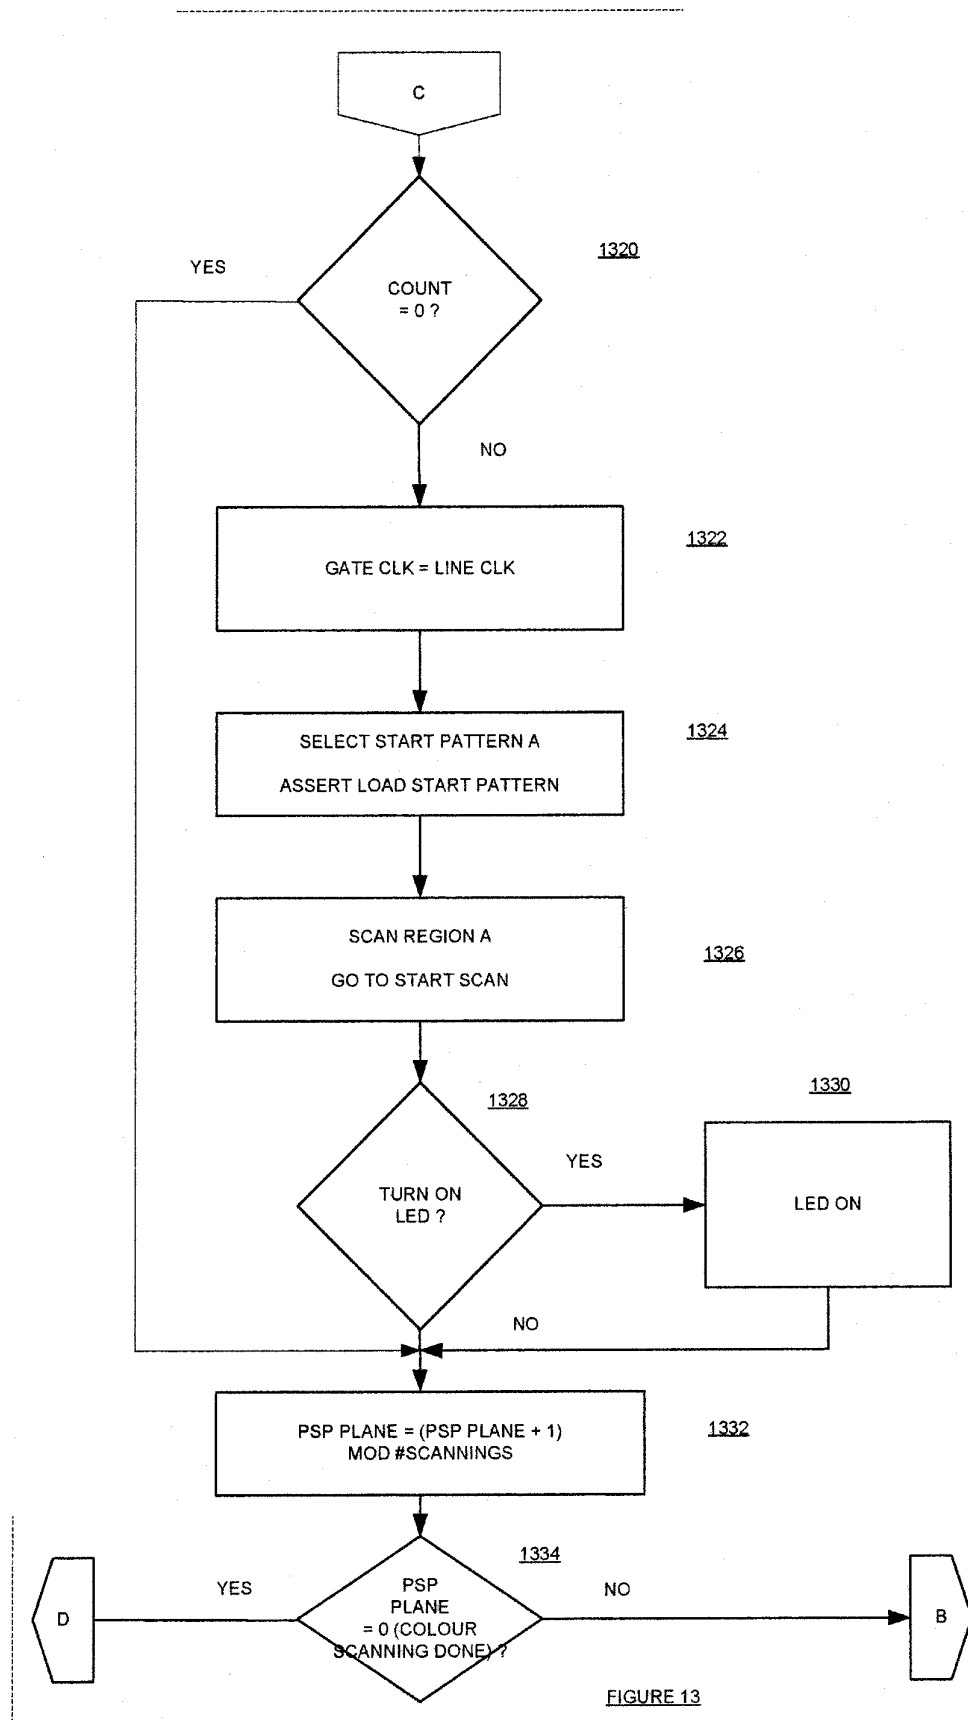 C
1320
YES
COUNT
= 0 ?
NO
1322
GATE CLK = LINE CLK
1324
SELECT START PATTERN A
ASSERT LOAD START PATTERN
SCAN REGION A
1326
GO TO START SCAN
1330
1328
YES
TURN ON
LED ?
LED ON
NO
PSP PLANE = (PSP PLANE + 1)
MOD #SCANNINGS
1332
1334
YES
PSP
PLANE
= 0 (COLOUR
SCANNING DONE) ?
NO
D
B
FIGURE 13